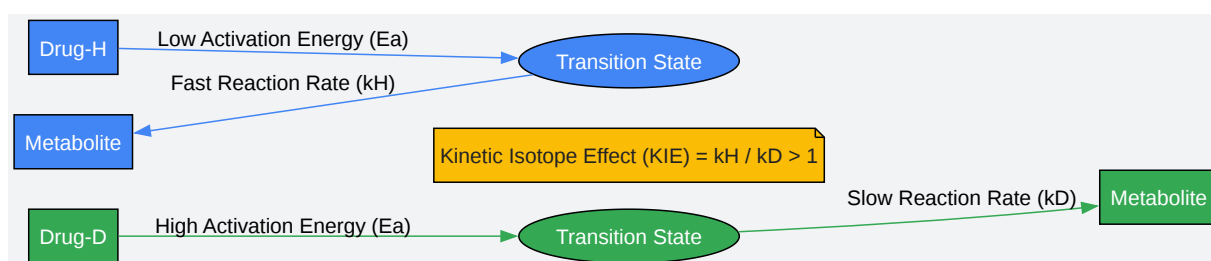 Drug-H
Low Activation Energy (Ea)
Transition State
Fast Reaction Rate (kH)
Metabolite
Kinetic Isotope Effect (KIE) = kH / kD > 1
Drug-D
High Activation Energy (Ea)
Transition State
Slow Reaction Rate (kD)
Metabolite